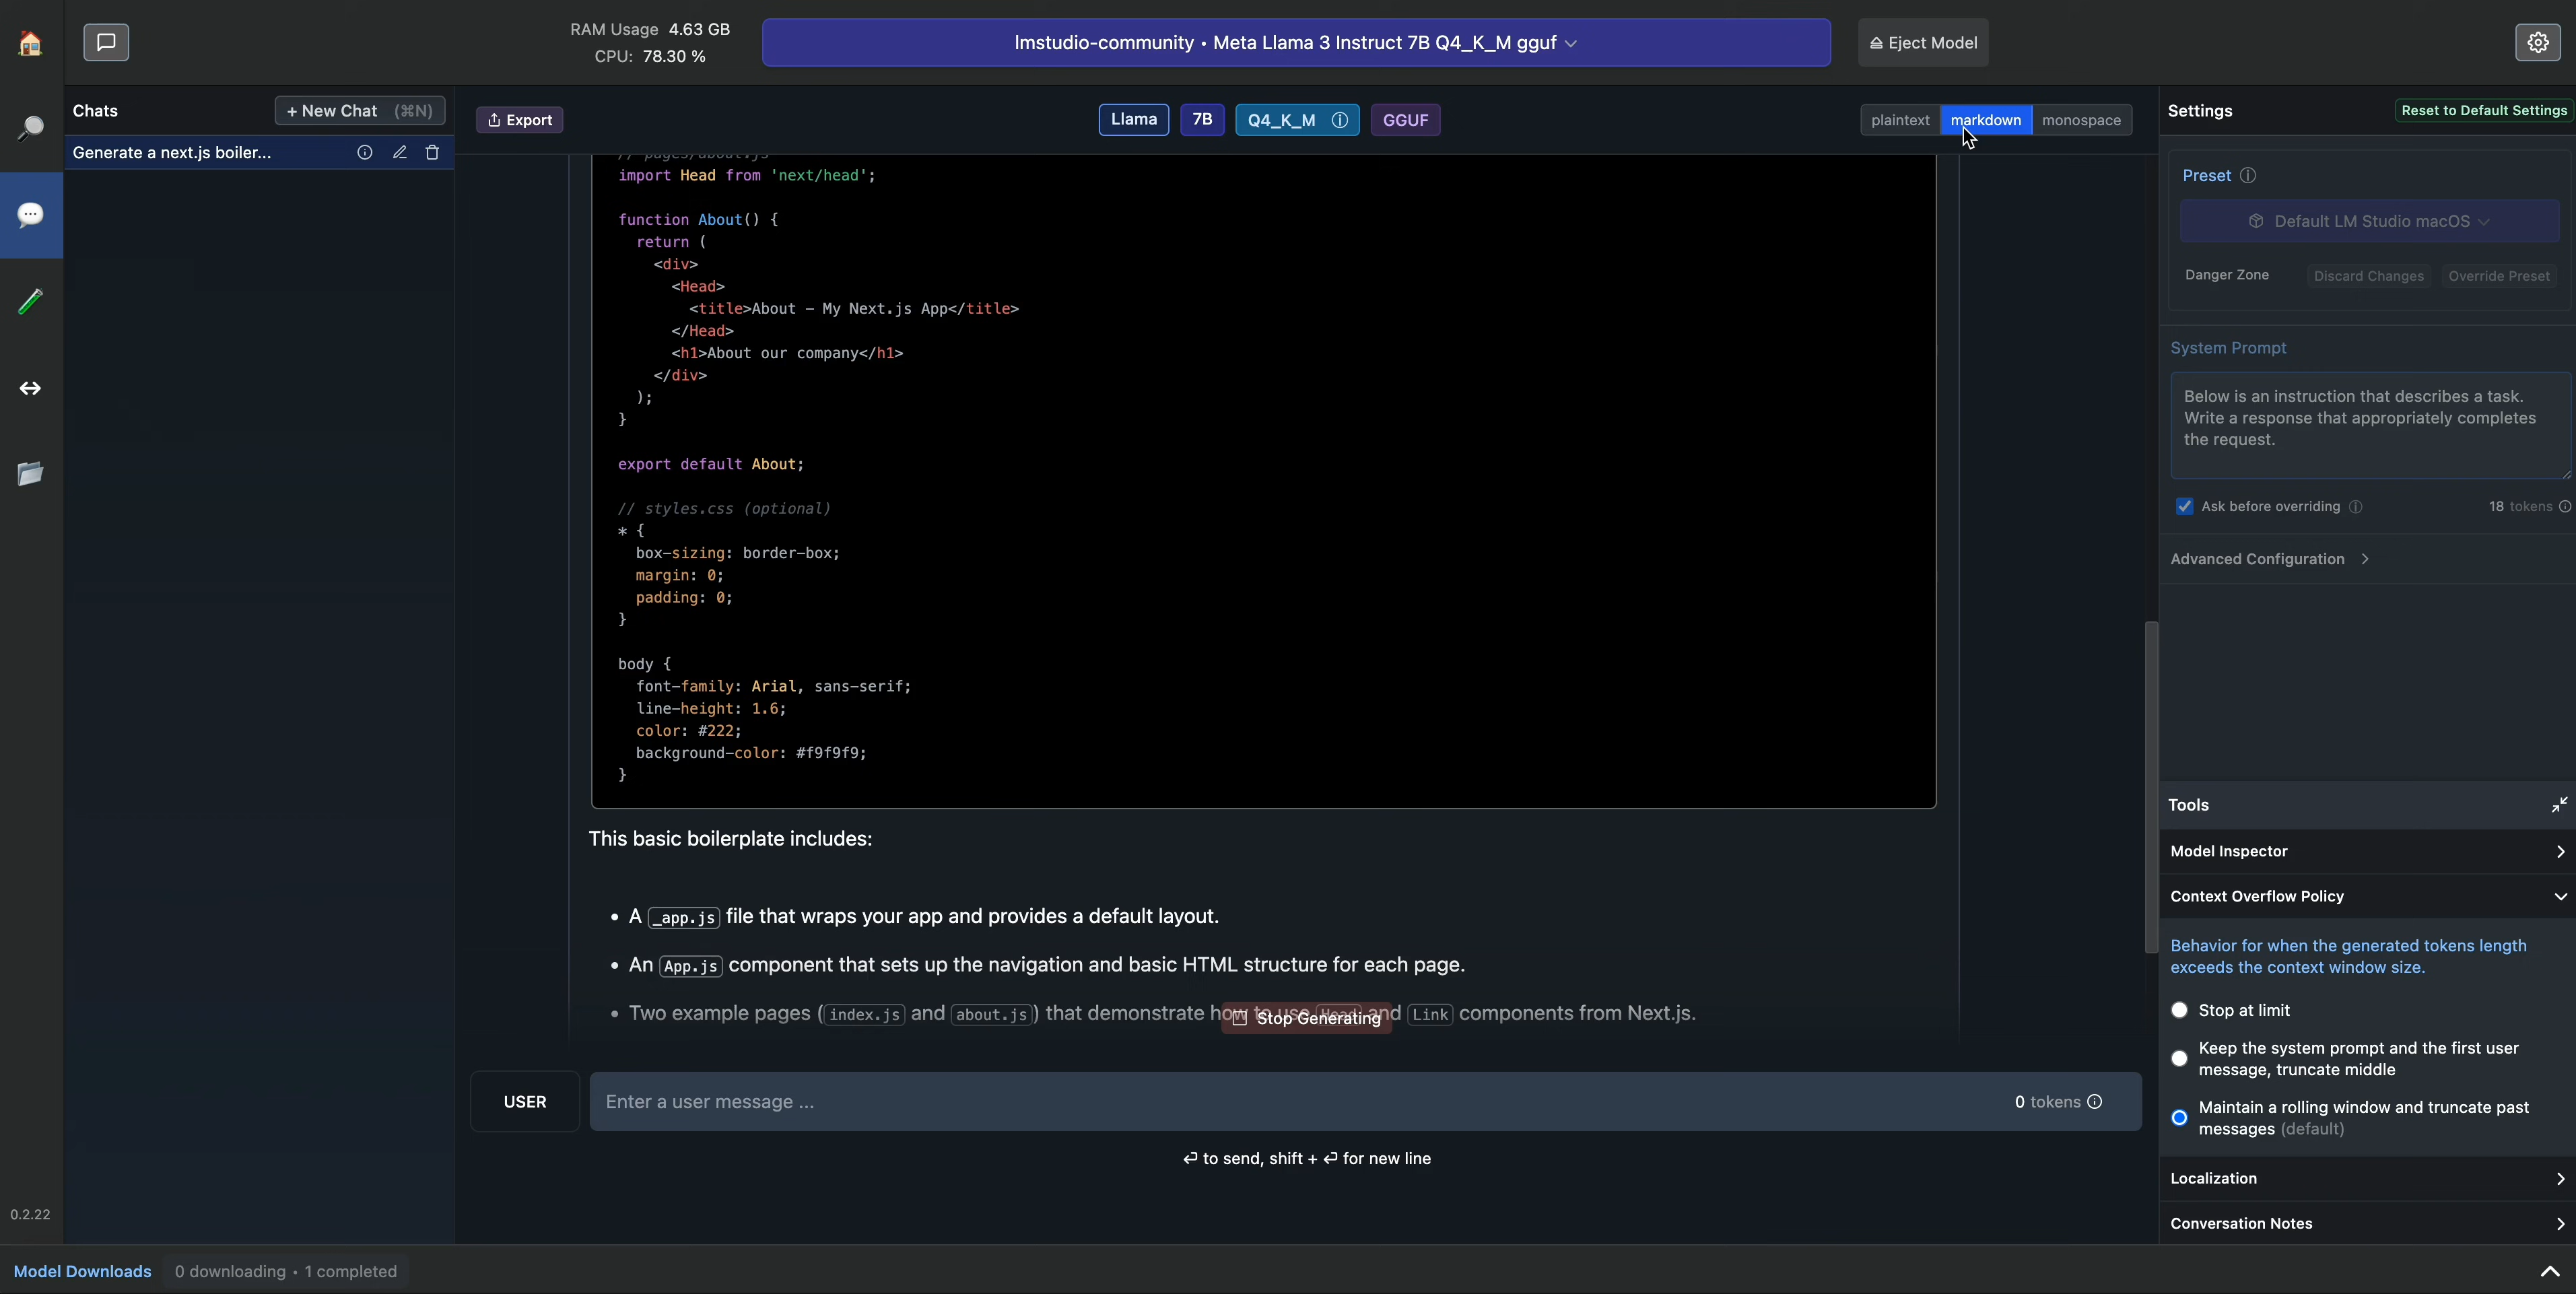 RAM Usage 4.63 GB
CPU: 78.30 %
lmstudio-community • Meta Llama 3 Instruct 7B Q4_K_M gguf
Eject Model
Chats
+ New Chat (⌘N)
Generate a next.js boiler...
0.2.22
Export
Llama
7B
Q4_K_M
GGUF
plaintext
markdown
monospace
// pages/about.js
import Head from 'next/head';
function About() {
return (
<div>
<Head>
<title>About – My Next.js App</title>
</Head>
<h1>About our company</h1>
</div>
);
}
export default About;
// styles.css (optional)
* {
box-sizing: border-box;
margin: 0;
padding: 0;
}
body {
font-family: Arial, sans-serif;
line-height: 1.6;
color: #222;
background-color: #f9f9f9;
}
This basic boilerplate includes:
• A _app.js file that wraps your app and provides a default layout.
• An App.js component that sets up the navigation and basic HTML structure for each page.
• Two example pages (index.js and about.js) that demonstrate how to use Head and Link components from Next.js.
Stop Generating
USER
Enter a user message ...
0 tokens
↵ to send, shift + ↵ for new line
Settings
Reset to Default Settings
Preset
Default LM Studio macOS
Danger Zone
Discard Changes
Override Preset
System Prompt
Below is an instruction that describes a task.
Write a response that appropriately completes
the request.
Ask before overriding
18 tokens
Advanced Configuration
Tools
Model Inspector
Context Overflow Policy
Behavior for when the generated tokens length
exceeds the context window size.
Stop at limit
Keep the system prompt and the first user
message, truncate middle
Maintain a rolling window and truncate past
messages (default)
Localization
Conversation Notes
Model Downloads
0 downloading • 1 completed